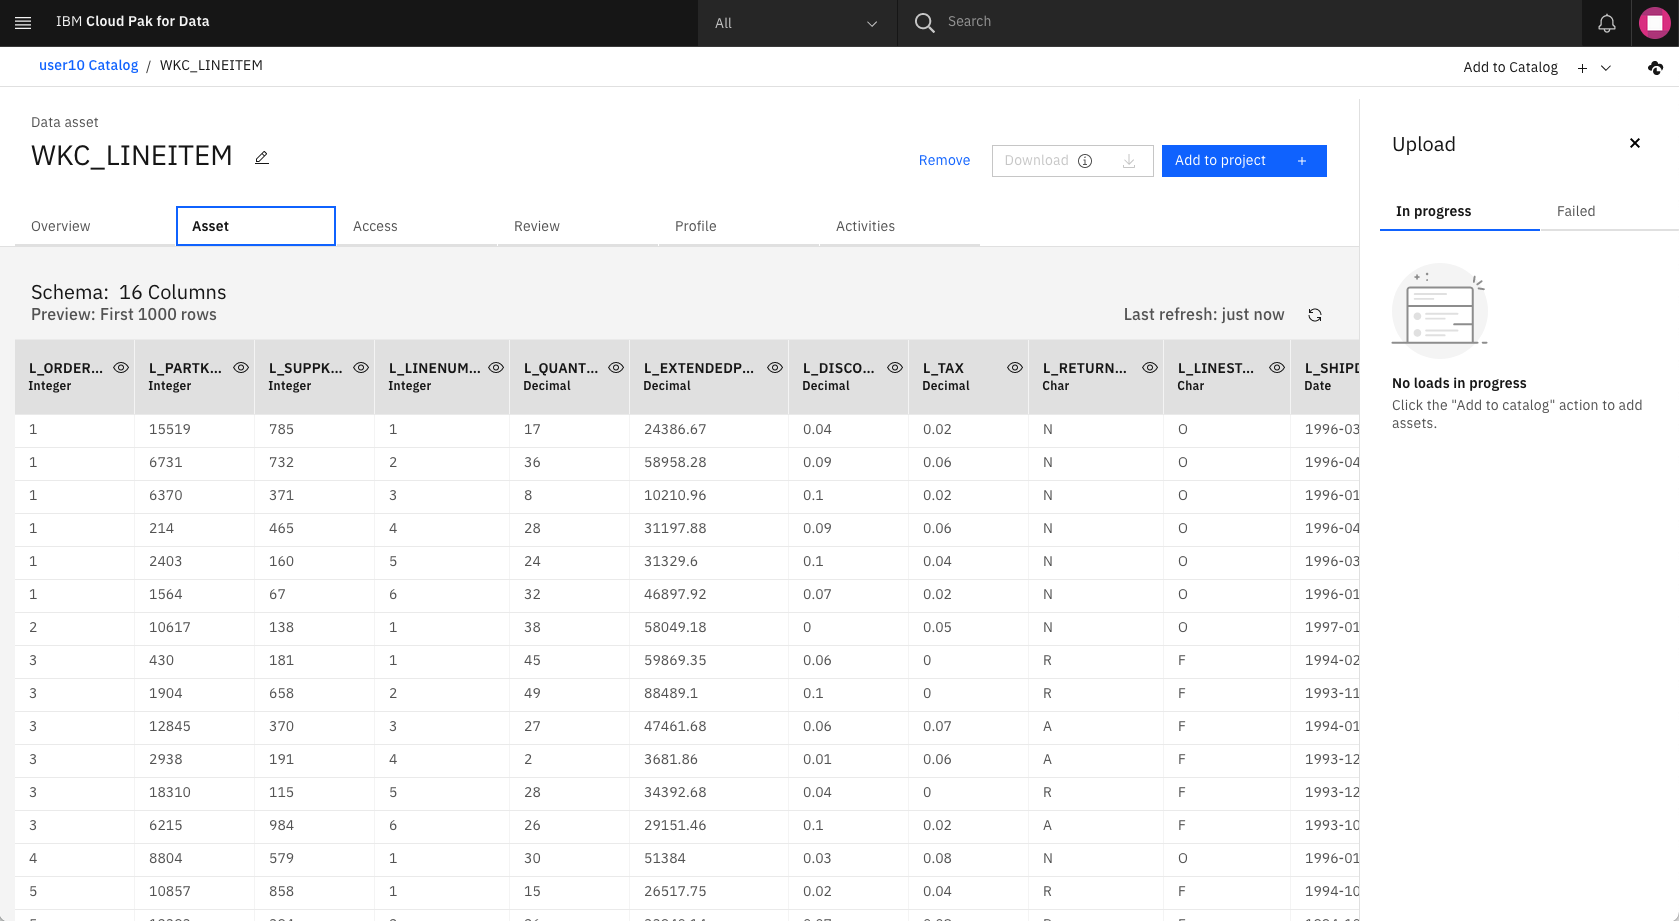 IBM Cloud Pak for Data
All
Search
user10 Catalog / WKC_LINEITEM
Add to Catalog +
Data asset
WKC_LINEITEM
Remove
Download
Add to project +
Overview Asset Access Review Profile Activities
Schema: 16 Columns
Preview: First 1000 rows
Last refresh: just now
L_ORDER... L_PARTK... L_SUPPK... L_LINENUM... L_QUANT... L_EXTENDEDP... L_DISCO... L_TAX L_RETURN... L_LINEST... L_SHIPD
Integer Integer Integer Integer Decimal Decimal Decimal Decimal Char Char Date
1 15519 785 1 17 24386.67 0.04 0.02 N O 1996-03
1 6731 732 2 36 58958.28 0.09 0.06 N O 1996-04
1 6370 371 3 8 10210.96 0.1 0.02 N O 1996-01
1 214 465 4 28 31197.88 0.09 0.06 N O 1996-04
1 2403 160 5 24 31329.6 0.1 0.04 N O 1996-03
1 1564 67 6 32 46897.92 0.07 0.02 N O 1996-01
2 10617 138 1 38 58049.18 0 0.05 N O 1997-01
3 430 181 1 45 59869.35 0.06 0 R F 1994-02
3 1904 658 2 49 88489.1 0.1 0 R F 1993-11
3 12845 370 3 27 47461.68 0.06 0.07 A F 1994-01
3 2938 191 4 2 3681.86 0.01 0.06 A F 1993-12
3 18310 115 5 28 34392.68 0.04 0 R F 1993-12
3 6215 984 6 26 29151.46 0.1 0.02 A F 1993-10
4 8804 579 1 30 51384 0.03 0.08 N O 1996-01
5 10857 858 1 15 26517.75 0.02 0.04 R F 1994-10
Upload
In progress Failed
No loads in progress
Click the "Add to catalog" action to add
assets.